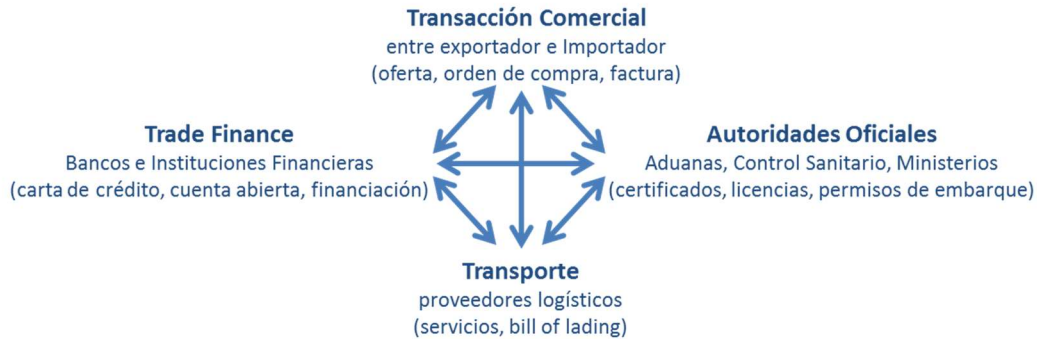 Transacción Comercial
entre exportador e Importador
(oferta, orden de compra, factura)
Trade Finance
Bancos e Instituciones Financieras
(carta de crédito, cuenta abierta, financiación)
Autoridades Oficiales
Aduanas, Control Sanitario, Ministerios
(certificados, licencias, permisos de embarque)
Transporte
proveedores logísticos
(servicios, bill of lading)